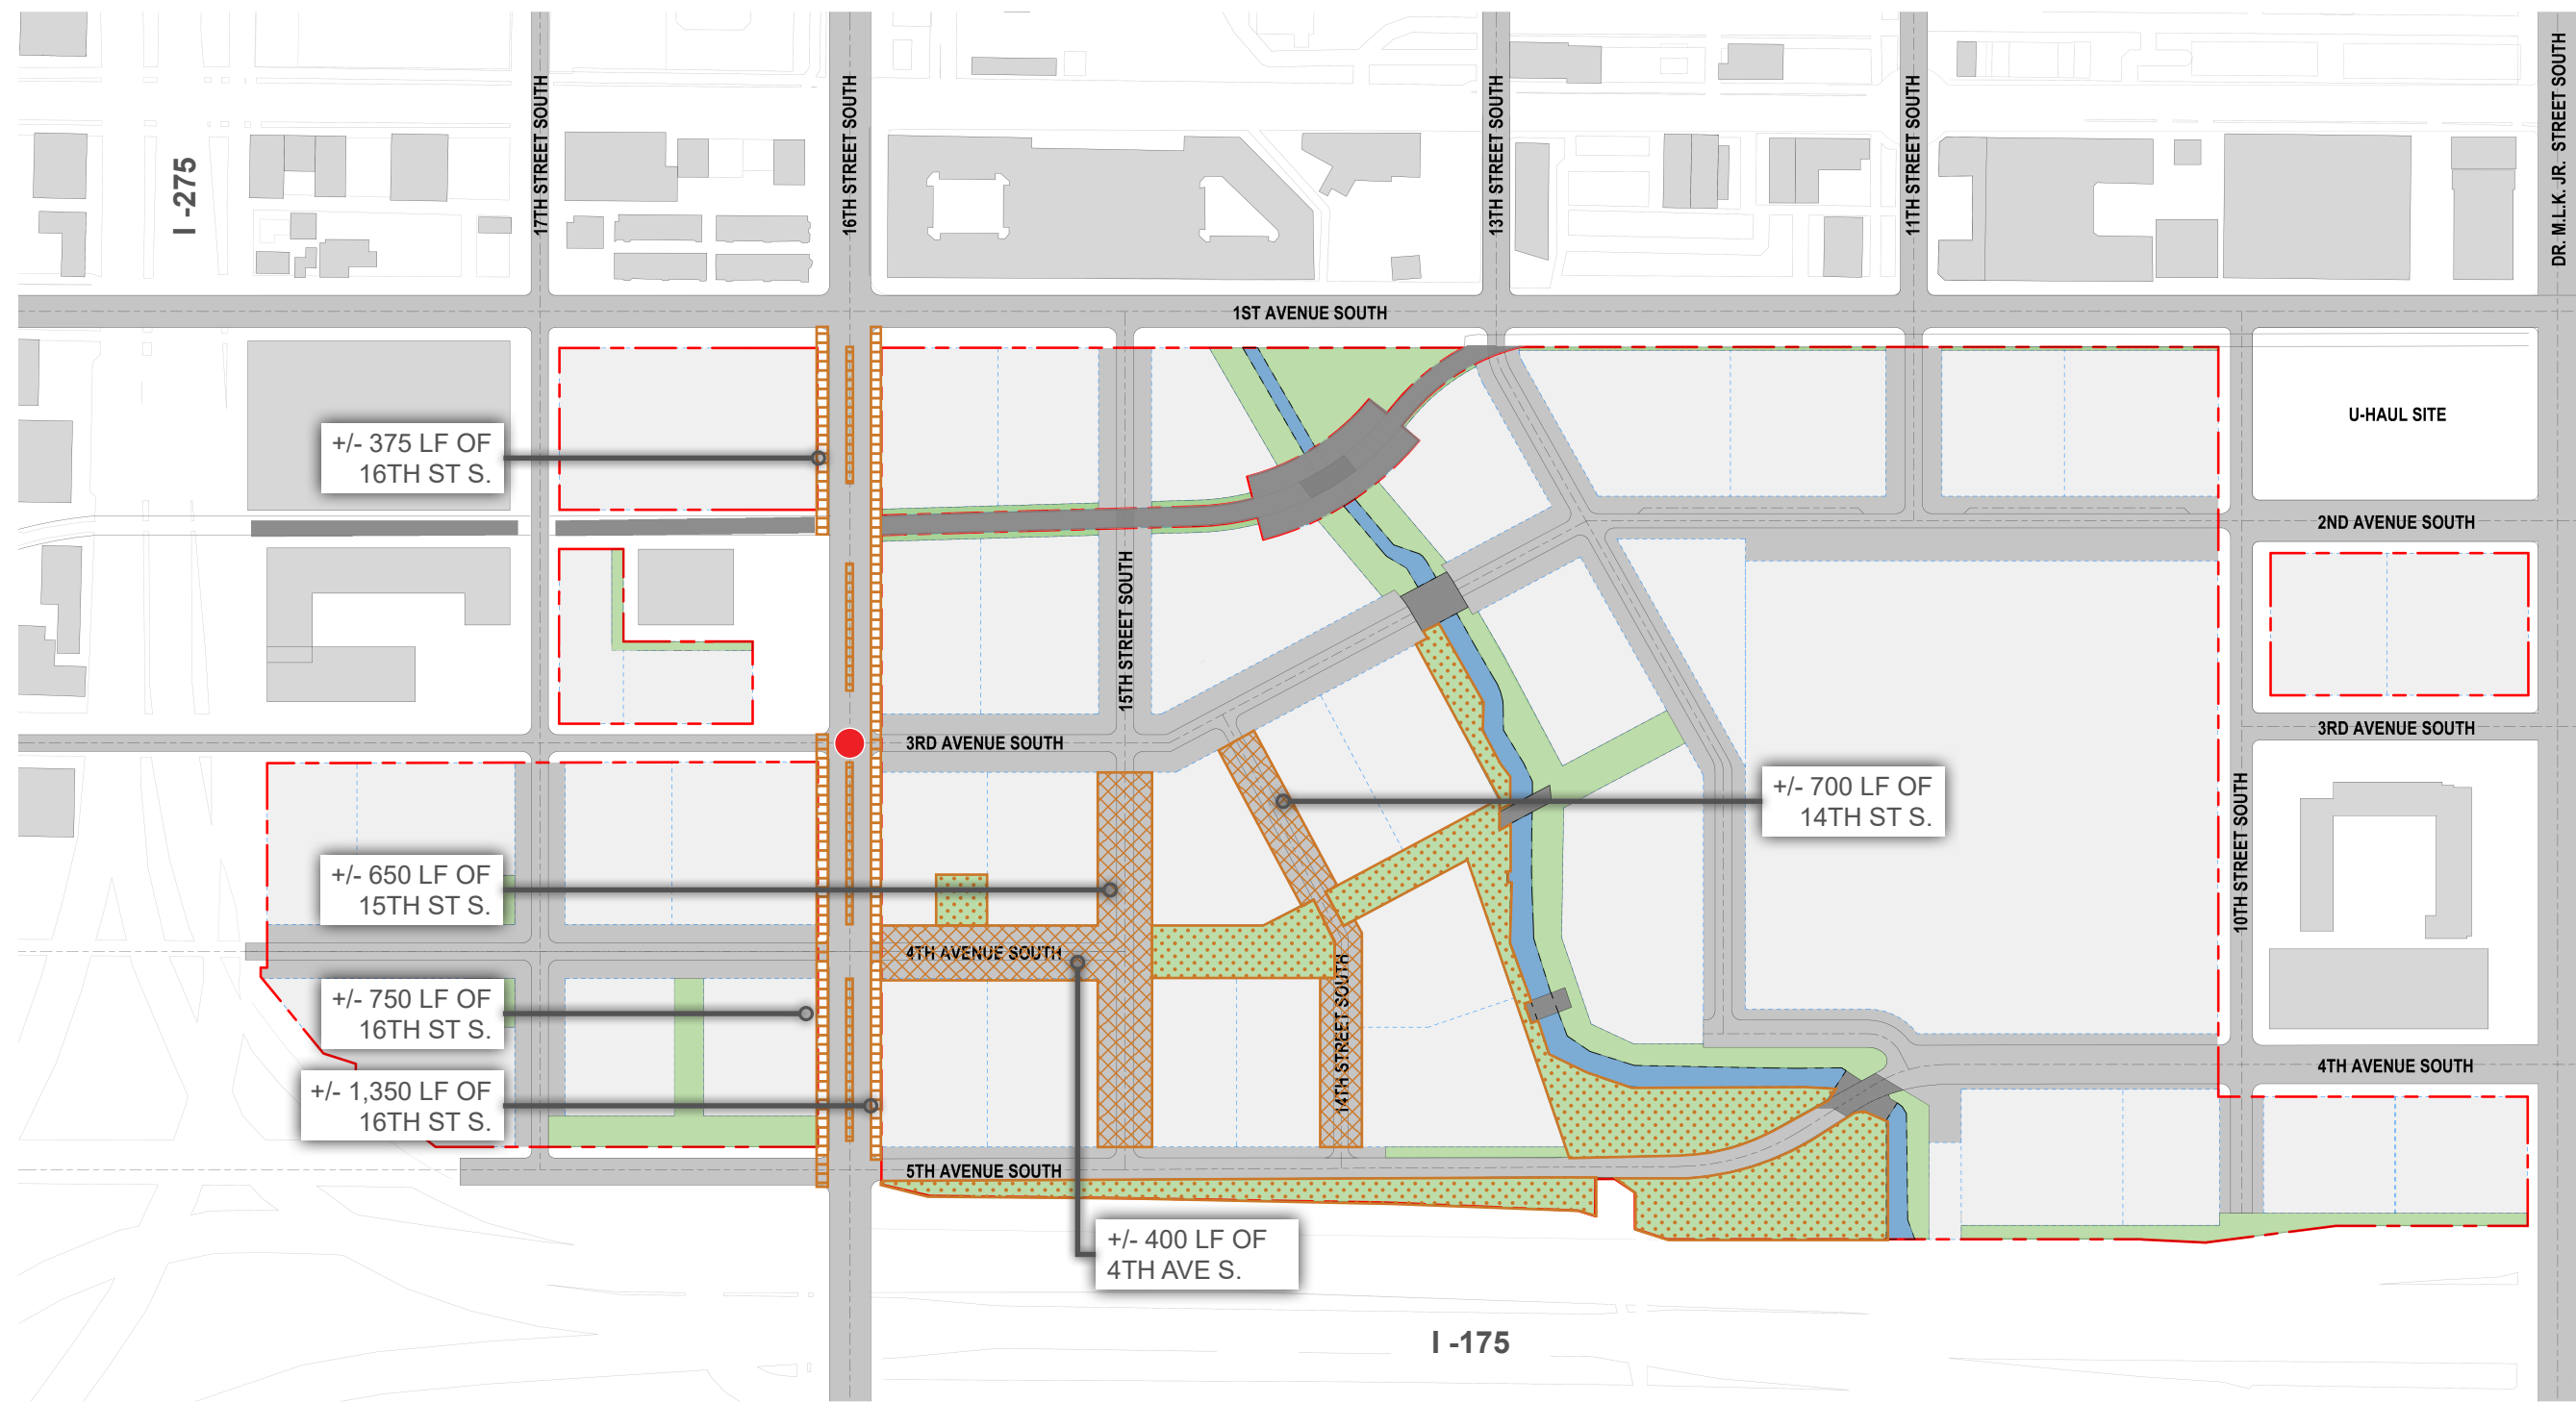 I -275
17TH STREET SOUTH
16TH STREET SOUTH
13TH STREET SOUTH
11TH STREET SOUTH
DR. M.L.K. JR. STREET SOUTH
1ST AVENUE SOUTH
U-HAUL SITE
+/- 375 LF OF
16TH ST S.
2ND AVENUE SOUTH
15TH STREET SOUTH
3RD AVENUE SOUTH
3RD AVENUE SOUTH
+/- 700 LF OF
14TH ST S.
10TH STREET SOUTH
+/- 650 LF OF
15TH ST S.
4TH AVENUE SOUTH
14TH STREET SOUTH
+/- 750 LF OF
16TH ST S.
4TH AVENUE SOUTH
+/- 1,350 LF OF
16TH ST S.
5TH AVENUE SOUTH
+/- 400 LF OF
4TH AVE S.
I -175